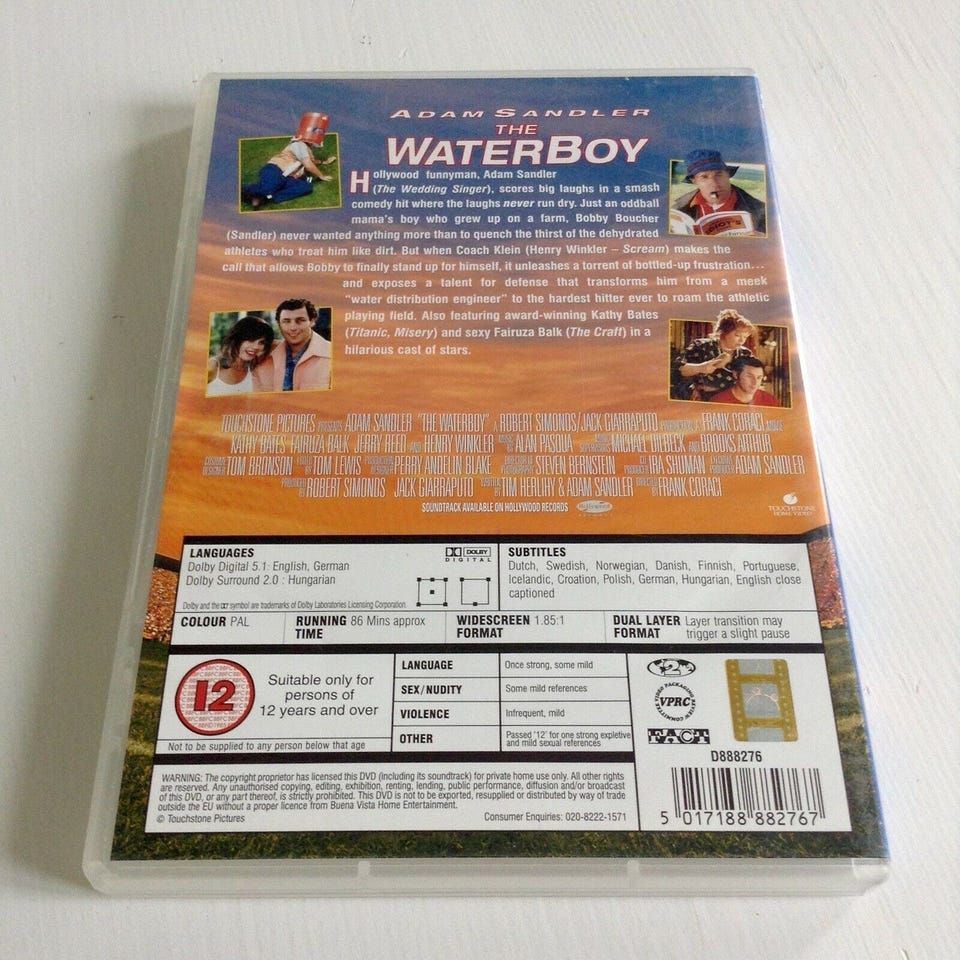 ADAM SANDLER
THE
WATERBOY
Hollywood funnyman, Adam Sandler
(The Wedding Singer), scores big laughs in a smash
comedy hit where the laughs never run dry. Just an oddball
mama's boy who grew up on a farm, Bobby Boucher
(Sandler) never wanted anything more than to quench the thirst of the dehydrated
athletes who treat him like dirt. But when Coach Klein (Henry Winkler – Scream) makes the
call that allows Bobby to finally stand up for himself, it unleashes a torrent of bottled-up frustration...
and exposes a talent for defense that transforms him from a meek
"water distribution engineer" to the hardest hitter ever to roam the athletic
playing field. Also featuring award-winning Kathy Bates
(Titanic, Misery) and sexy Fairuza Balk (The Craft) in a
hilarious cast of stars.
TOUCHSTONE PICTURES PRESENTS ADAM SANDLER "THE WATERBOY" A ROBERT SIMONDS/JACK GIARRAPUTO PRODUCTION A FRANK CORACI
KATHY BATES FAIRUZA BALK JERRY REED AND HENRY WINKLER MUSIC BY ALAN PASQUA MUSIC SUPERVISORS MICHAEL DILBECK AND BROOKS ARTHUR
COSTUME DESIGNER TOM BRONSON BY TOM LEWIS PRODUCTION DESIGNER PERRY ANDELIN BLAKE DIRECTOR OF PHOTOGRAPHY STEVEN BERNSTEIN CO PRODUCER IRA SHUMAN PRODUCER ADAM SANDLER
PRODUCED BY ROBERT SIMONDS JACK GIARRAPUTO WRITTEN BY TIM HERLIHY & ADAM SANDLER DIRECTED BY FRANK CORACI
SOUNDTRACK AVAILABLE ON HOLLYWOOD RECORDS
TOUCHSTONE
HOME VIDEO
LANGUAGES
Dolby Digital 5.1: English, German
Dolby Surround 2.0 : Hungarian
DOLBY
DIGITAL
Dolby and the symbol are trademarks of Dolby Laboratories Licensing Corporation.
SUBTITLES
Dutch, Swedish, Norwegian, Danish, Finnish, Portuguese,
Icelandic, Croation, Polish, German, Hungarian, English close
captioned
COLOUR PAL
RUNNING TIME 86 Mins approx
WIDESCREEN FORMAT 1.85:1
DUAL LAYER FORMAT Layer transition may
trigger a slight pause
12
Suitable only for
persons of
12 years and over
Not to be supplied to any person below that age
LANGUAGE Once strong, some mild
SEX/NUDITY Some mild references
VIOLENCE Infrequent, mild
OTHER Passed '12' for one strong expletive
and mild sexual references
2
VIDEO PACKAGING REVIEW COMMITTEE
VPRC
FACT
D888276
WARNING: The copyright proprietor has licensed this DVD (including its soundtrack) for private home use only. All other rights
are reserved. Any unauthorised copying, editing, exhibition, renting, lending, public performance, diffusion and/or broadcast
of this DVD, or any part thereof, is strictly prohibited. This DVD is not to be exported, resupplied or distributed by way of trade
outside the EU without a proper licence from Buena Vista Home Entertainment.
© Touchstone Pictures
Consumer Enquiries: 020-8222-1571
5 017188 882767